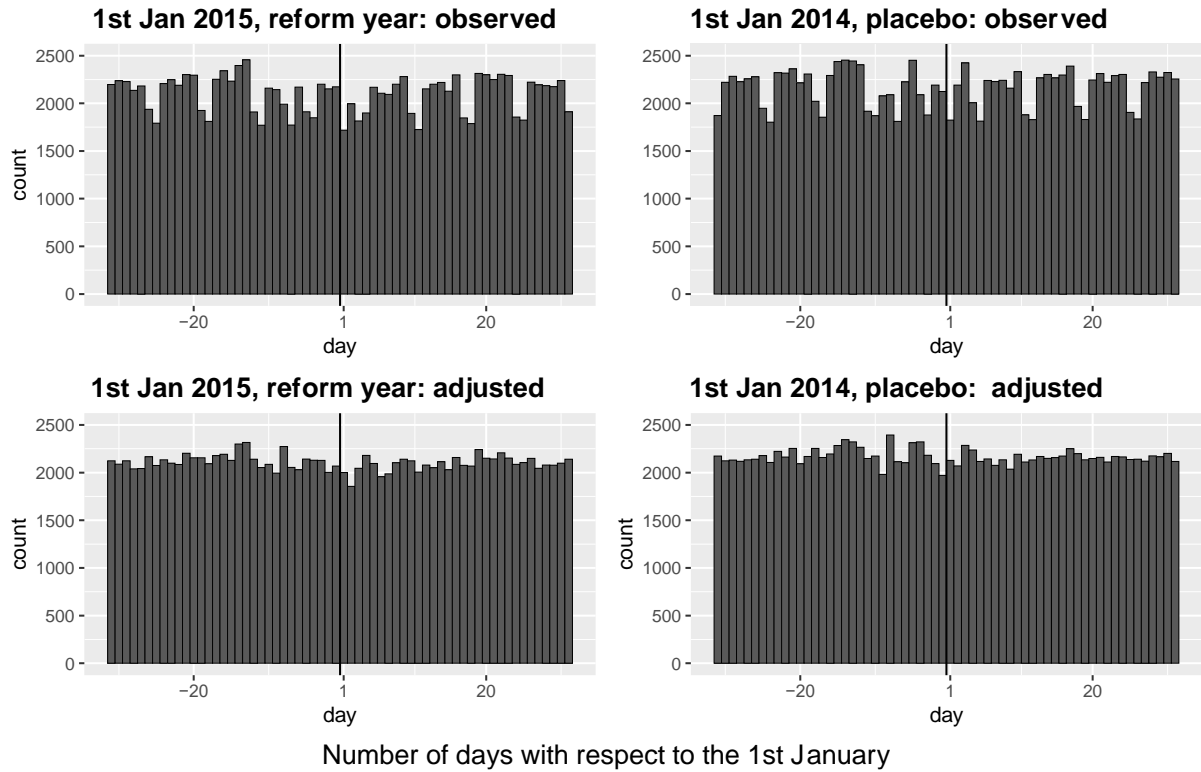 1st Jan 2015, reform year: observed
2500
2000
1500
1000
500
0
count
−20
1
20
day
1st Jan 2014, placebo: observed
2500
2000
1500
1000
500
0
count
−20
1
20
day
1st Jan 2015, reform year: adjusted
2500
2000
1500
1000
500
0
count
−20
1
20
day
1st Jan 2014, placebo:  adjusted
2500
2000
1500
1000
500
0
count
−20
1
20
day
Number of days with respect to the 1st January